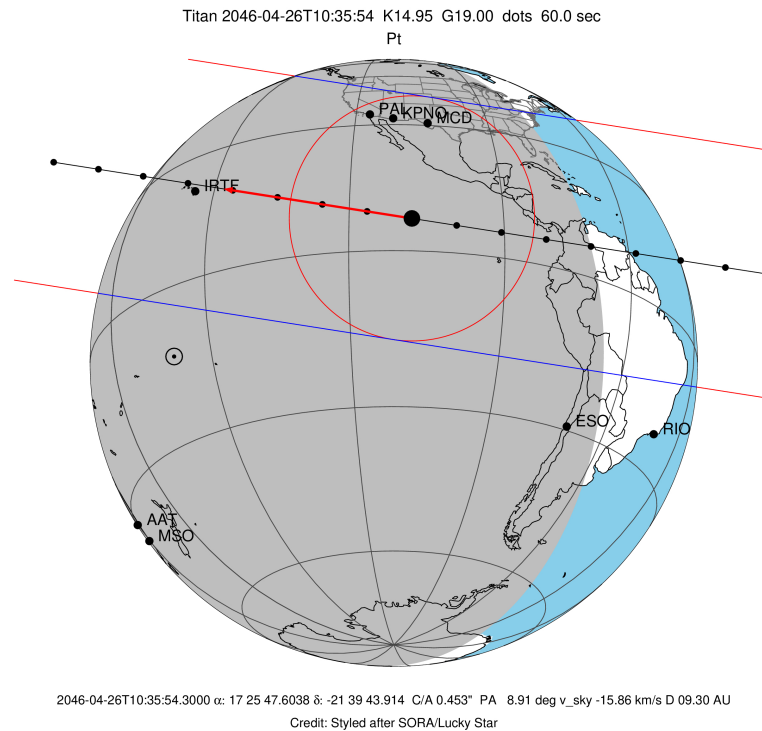 Titan 2046-04-26T10:35:54 K14.95 G19.00 dots 60.0 sec
Pt
PAL
KPNO
MCD
IRTF
ESO
RIO
AAT
MSO
2046-04-26T10:35:54.3000 α: 17 25 47.6038 δ: -21 39 43.914 C/A 0.453" PA 8.91 deg v_sky -15.86 km/s D 09.30 AU
Credit: Styled after SORA/Lucky Star